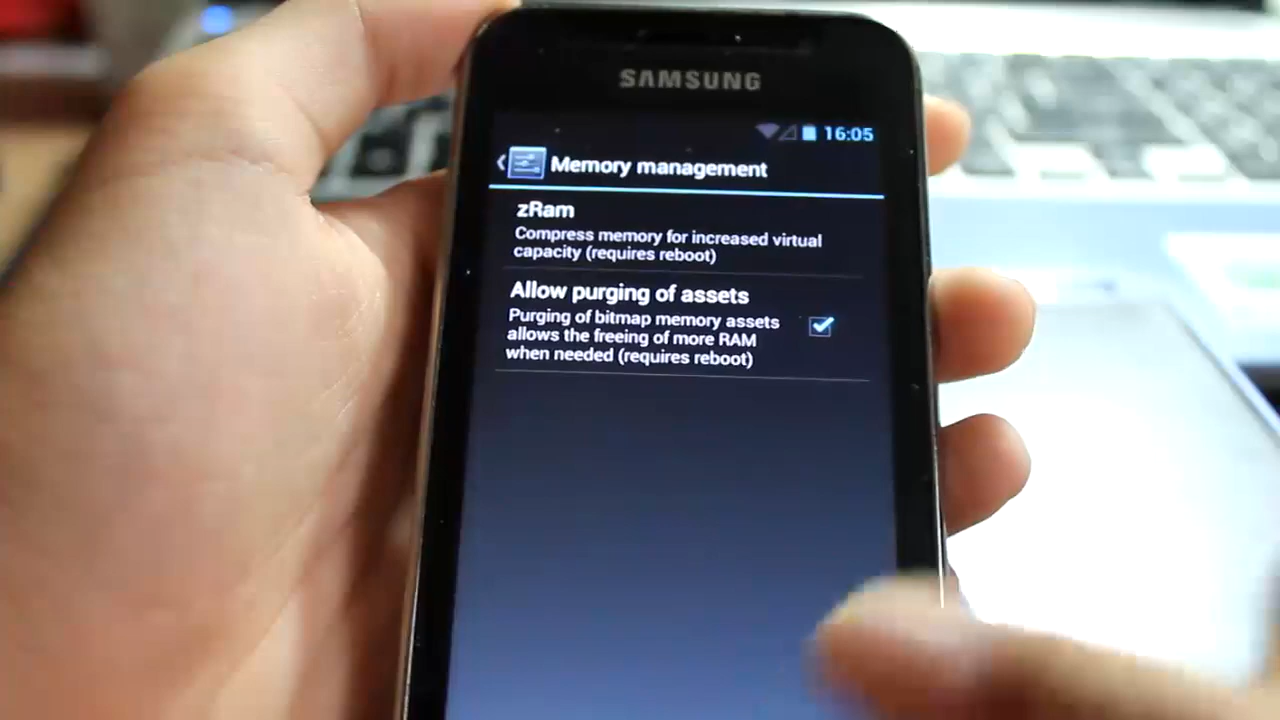 SAMSUNG
16:05
Memory management
zRam
Compress memory for increased virtual
capacity (requires reboot)
Allow purging of assets
Purging of bitmap memory assets
allows the freeing of more RAM
when needed (requires reboot)